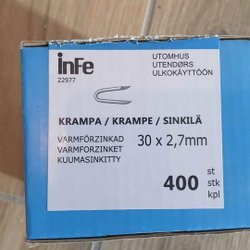 inFe
22977
UTOMHUS
UTENDØRS
ULKOKÄYTTÖÖN
KRAMPA / KRAMPE / SINKILÄ
VARMFÖRZINKAD
VARMFORZINKET
KUUMASINKITTY
30 x 2,7mm
400
st
stk
kpl